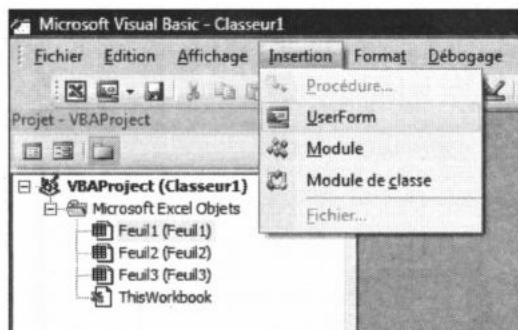 Microsoft Visual Basic - Classeur1
Fichier Edition Affichage Insertion Format Débogage
Projet - VBAProject
Procédure...
UserForm
Module
Module de classe
Fichier...
VBAProject (Classeur1)
Microsoft Excel Objets
Feuil1 (Feuil1)
Feuil2 (Feuil2)
Feuil3 (Feuil3)
ThisWorkbook